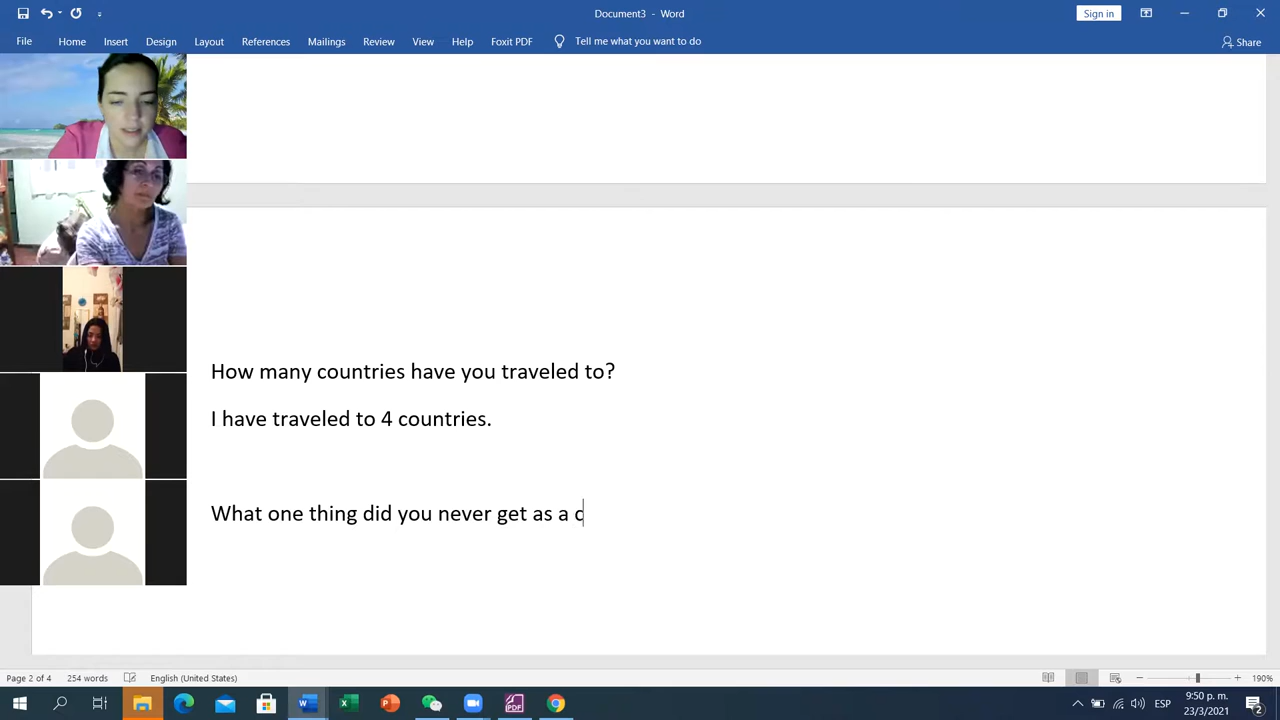 Document3 - Word
Sign in
File Home Insert Design Layout References Mailings Review View Help Foxit PDF Tell me what you want to do Share
How many countries have you traveled to?
I have traveled to 4 countries.
What one thing did you never get as a c
Page 2 of 4 254 words English (United States) 190%
ESP 9:50 p. m.
23/3/2021